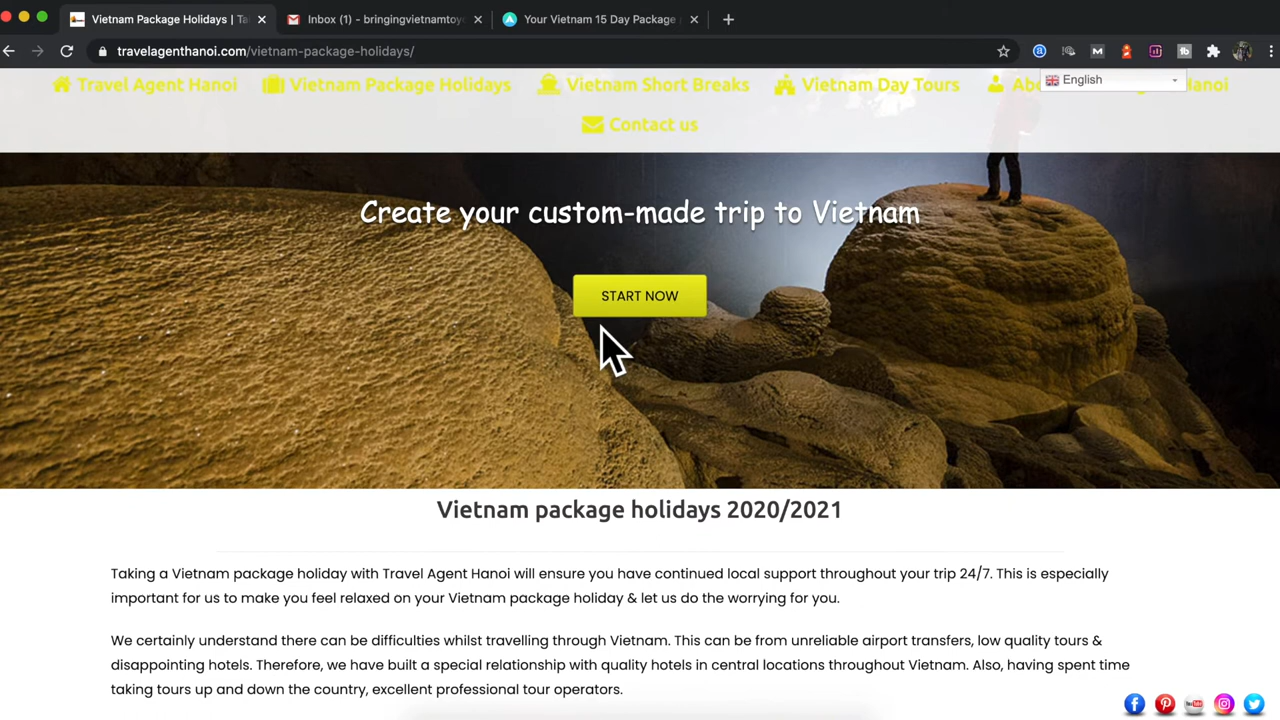 Vietnam Package Holidays | Ta
Inbox (1) - bringingvietnamtoyo
Your Vietnam 15 Day Package
travelagenthanoi.com/vietnam-package-holidays/
English
Travel Agent Hanoi
Vietnam Package Holidays
Vietnam Short Breaks
Vietnam Day Tours
Hanoi
Contact us
Create your custom-made trip to Vietnam
START NOW
Vietnam package holidays 2020/2021
Taking a Vietnam package holiday with Travel Agent Hanoi will ensure you have continued local support throughout your trip 24/7. This is especially
important for us to make you feel relaxed on your Vietnam package holiday & let us do the worrying for you.
We certainly understand there can be difficulties whilst travelling through Vietnam. This can be from unreliable airport transfers, low quality tours &
disappointing hotels. Therefore, we have built a special relationship with quality hotels in central locations throughout Vietnam. Also, having spent time
taking tours up and down the country, excellent professional tour operators.